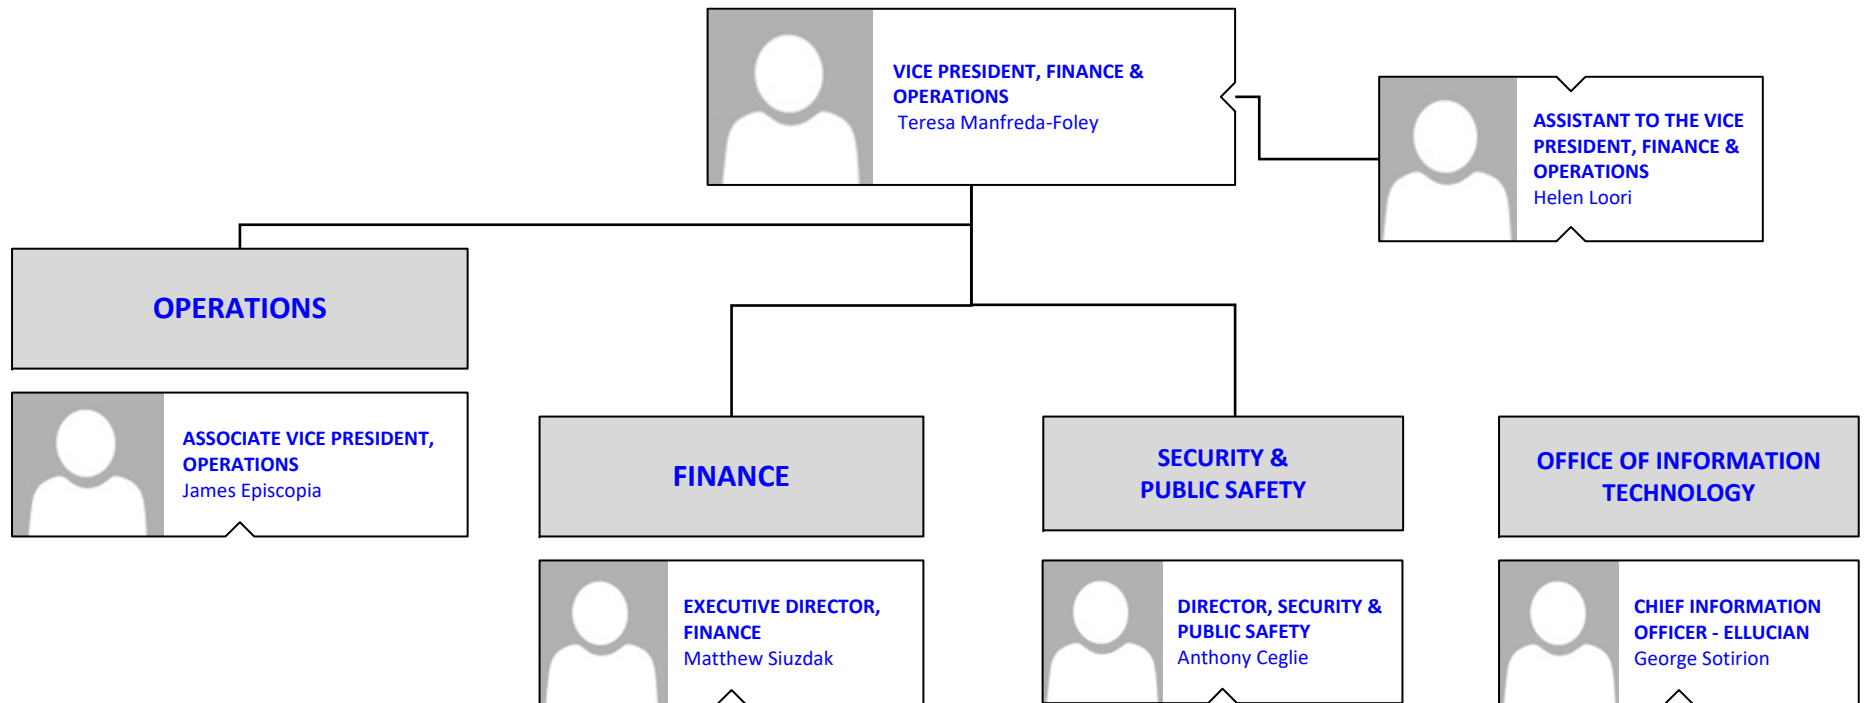 VICE PRESIDENT, FINANCE &
OPERATIONS
Teresa Manfreda-Foley
ASSISTANT TO THE VICE
PRESIDENT, FINANCE &
OPERATIONS
Helen Loori
OPERATIONS
ASSOCIATE VICE PRESIDENT,
OPERATIONS
James Episcopia
FINANCE
EXECUTIVE DIRECTOR,
FINANCE
Matthew Siuzdak
SECURITY &
PUBLIC SAFETY
DIRECTOR, SECURITY &
PUBLIC SAFETY
Anthony Ceglie
OFFICE OF INFORMATION
TECHNOLOGY
CHIEF INFORMATION
OFFICER - ELLUCIAN
George Sotirion